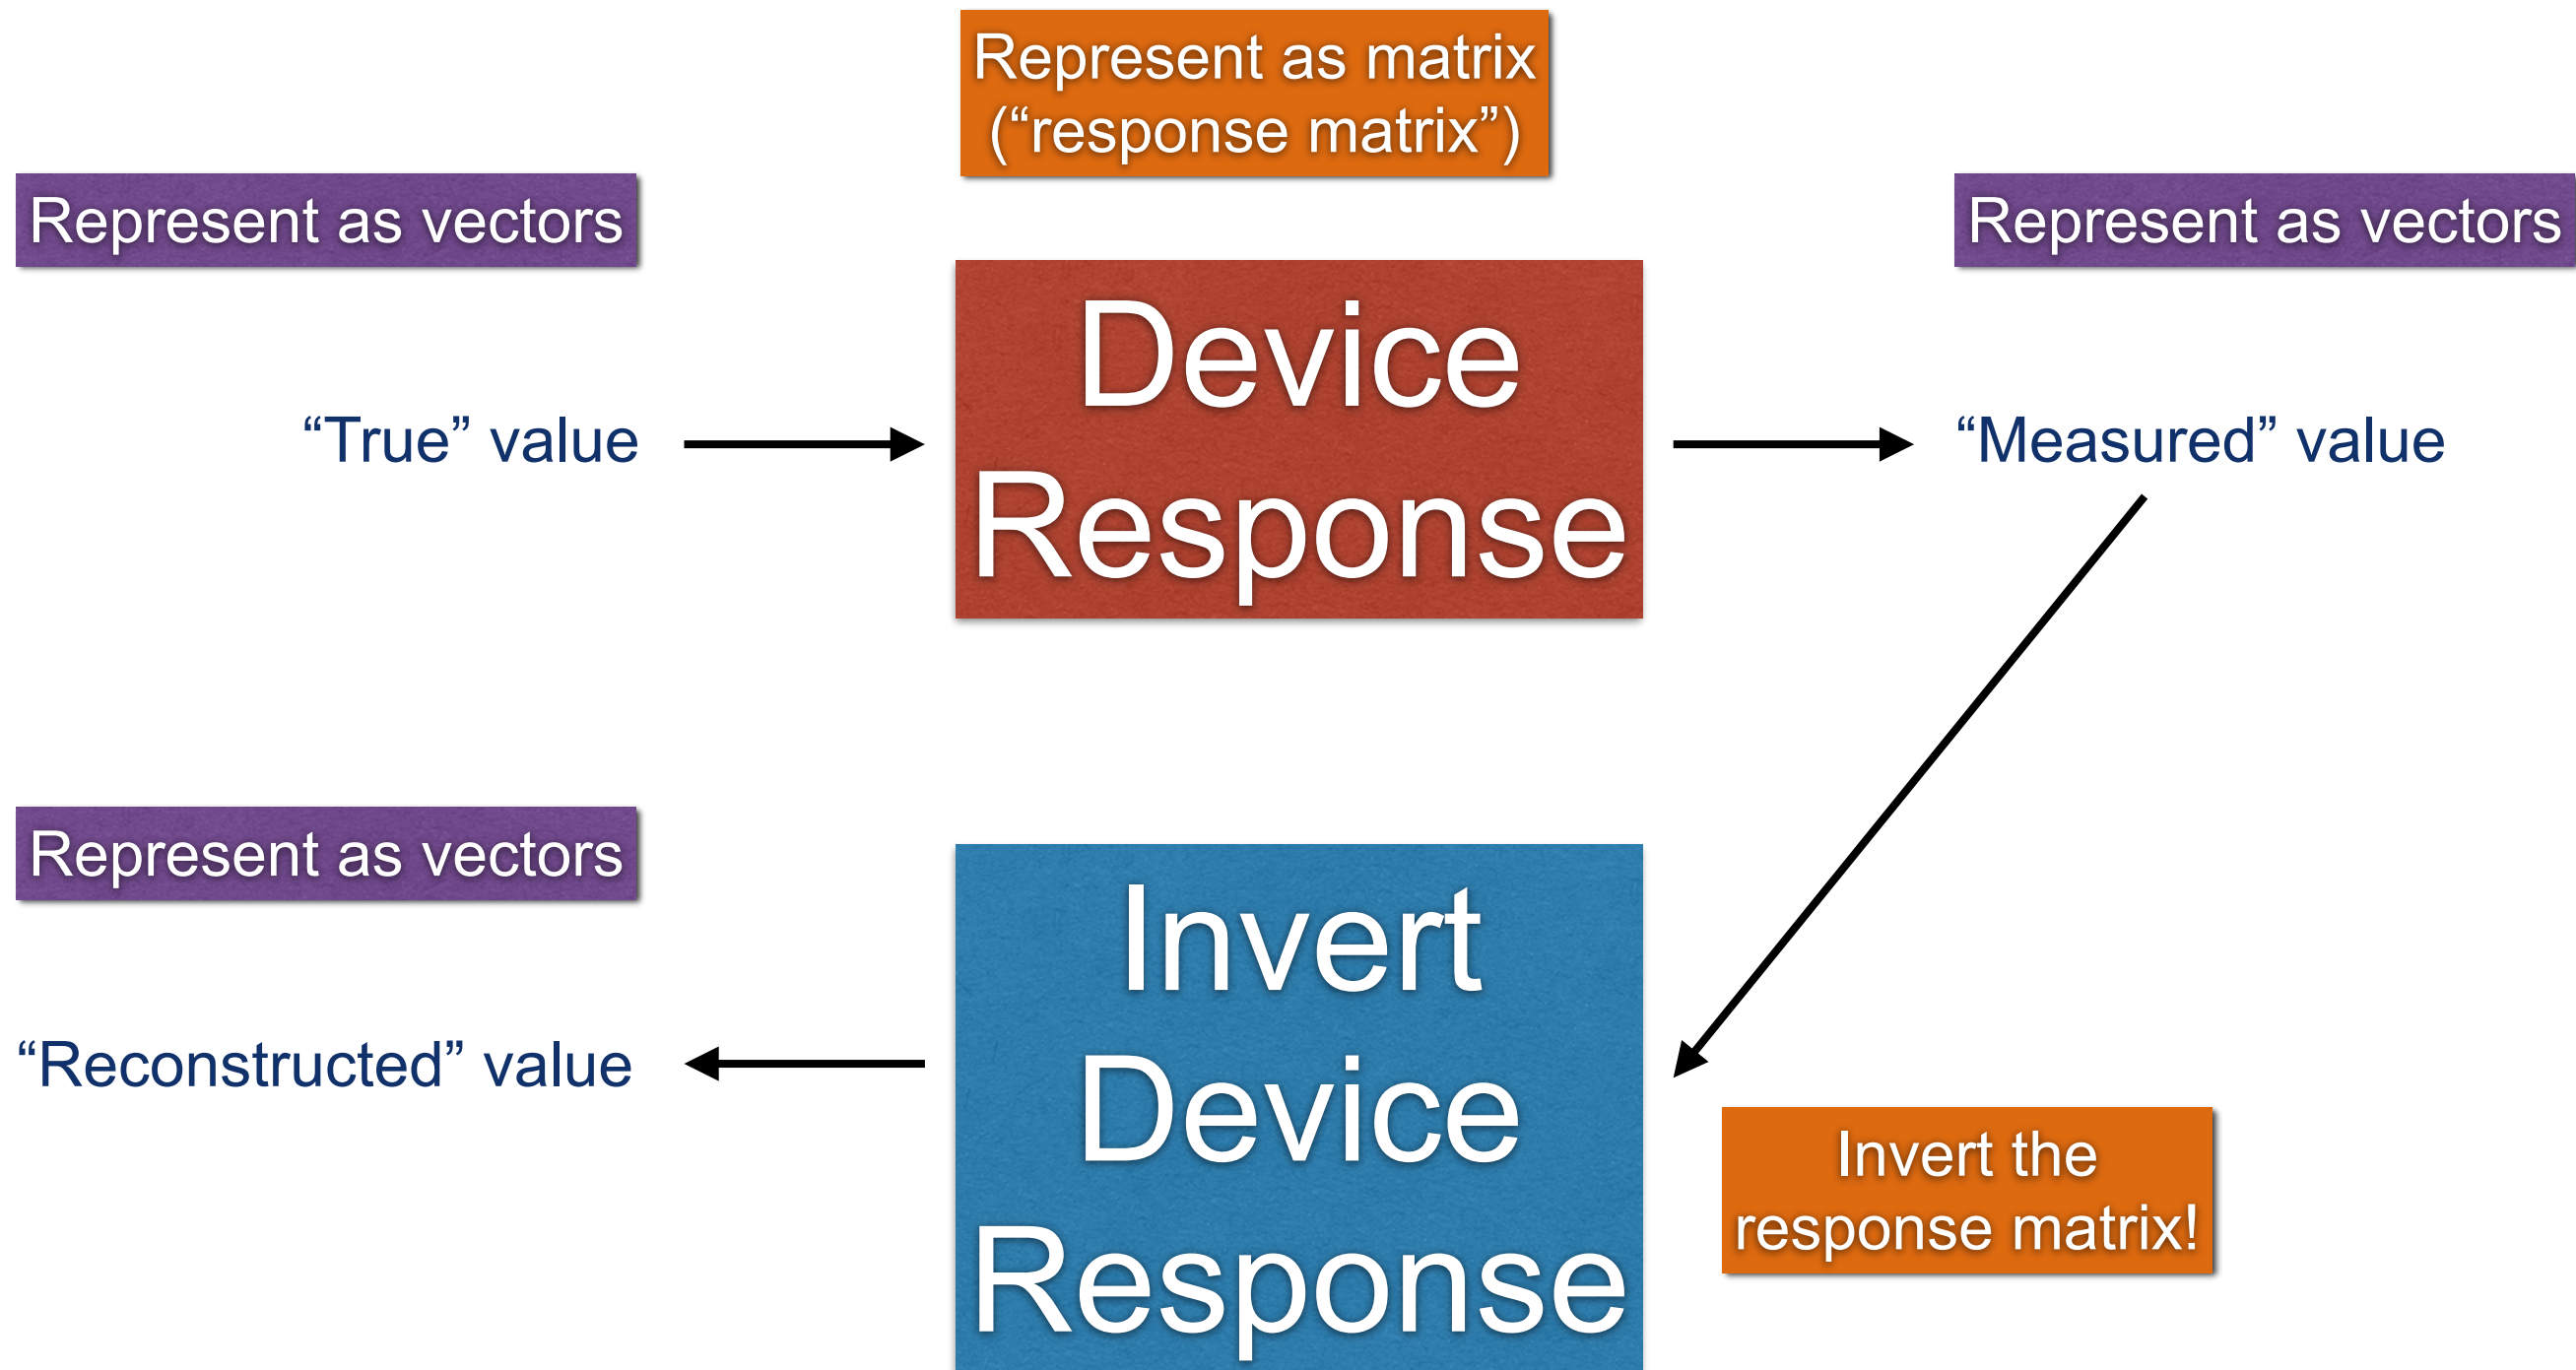 Represent as matrix
(“response matrix”)
Represent as vectors
Represent as vectors
Device
Response
“True” value
“Measured” value
Represent as vectors
Invert
Device
Response
“Reconstructed” value
Invert the
response matrix!